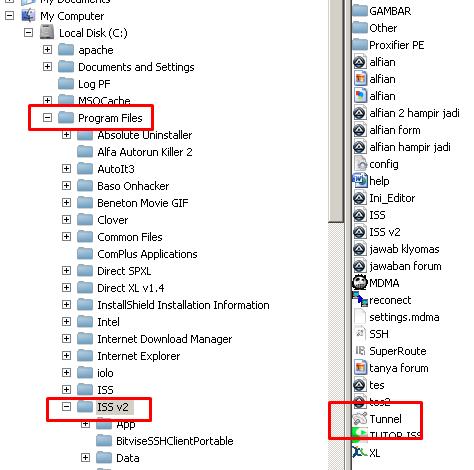 My Documents
My Computer
Local Disk (C:)
apache
Documents and Settings
Log PF
MSOCache
Program Files
Absolute Uninstaller
Alfa Autorun Killer 2
AutoIt3
Baso Onhacker
Beneton Movie GIF
Clover
Common Files
ComPlus Applications
Direct SPXL
Direct XL v1.4
InstallShield Installation Information
Intel
Internet Download Manager
Internet Explorer
iolo
ISS
ISS v2
App
BitviseSSHClientPortable
Data
GAMBAR
Other
Proxifier PE
alfian
alfian
alfian
alfian 2 hampir jadi
alfian form
alfian hampir jadi
config
help
Ini_Editor
ISS
ISS v2
jawab klyomas
jawaban forum
MDMA
reconect
settings.mdma
SSH
SuperRoute
tanya forum
tes
tes2
Tunnel
TUTOR ISS
XL